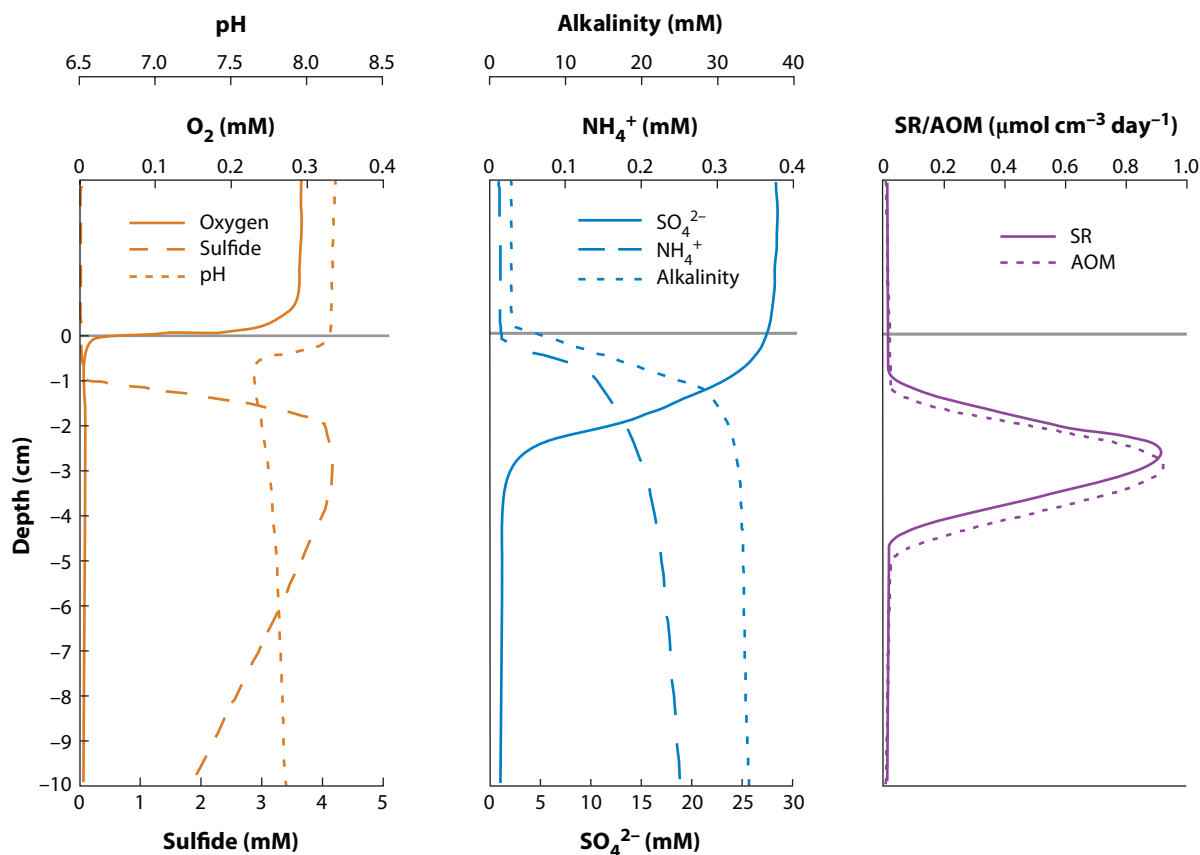 pH
6.5 7.0 7.5 8.0 8.5
O₂ (mM)
0 0.1 0.2 0.3 0.4
Oxygen
Sulfide
pH
Depth (cm)
0
–1
–2
–3
–4
–5
–6
–7
–8
–9
–10
0 1 2 3 4 5
Sulfide (mM)
Alkalinity (mM)
0 10 20 30 40
NH₄⁺ (mM)
0 0.1 0.2 0.3 0.4
SO₄²⁻
NH₄⁺
Alkalinity
0 5 10 15 20 25 30
SO₄²⁻ (mM)
SR/AOM (μmol cm⁻³ day⁻¹)
0 0.2 0.4 0.6 0.8 1.0
SR
AOM